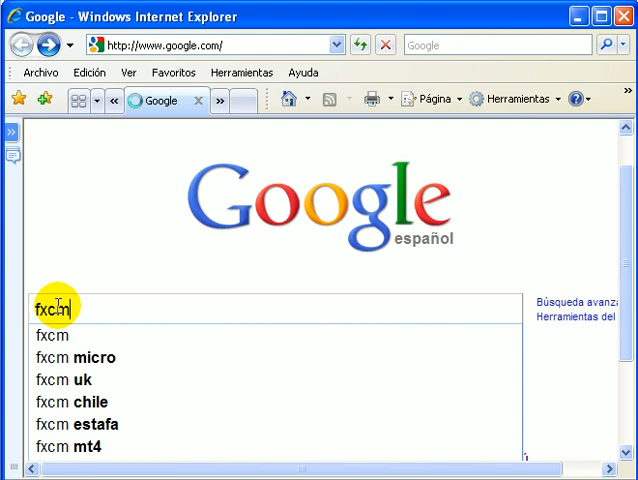 Google - Windows Internet Explorer
http://www.google.com/
Google
Archivo Edición Ver Favoritos Herramientas Ayuda
Google Página Herramientas
Google
español
fxcm
Búsqueda avanza
Herramientas del
fxcm
fxcm micro
fxcm uk
fxcm chile
fxcm estafa
fxcm mt4